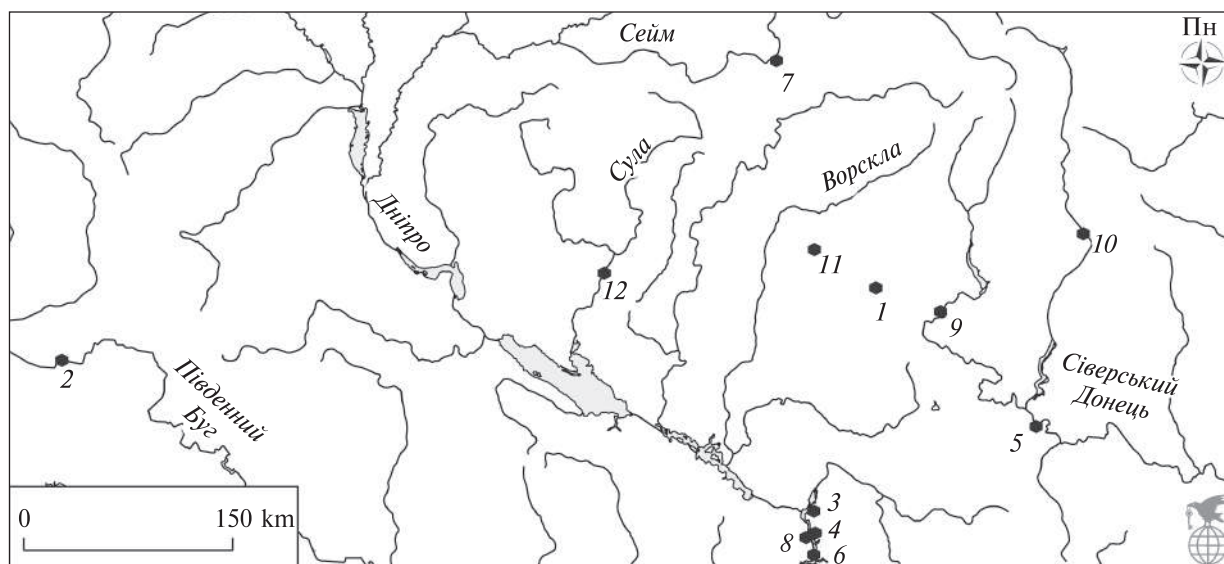 Сейм
Пн
7
Сула
Ворскла
Дніпро
10
11
12
1
9
2
Південний
Буг
Сіверський
Донець
5
3
4
8
6
0 150 km